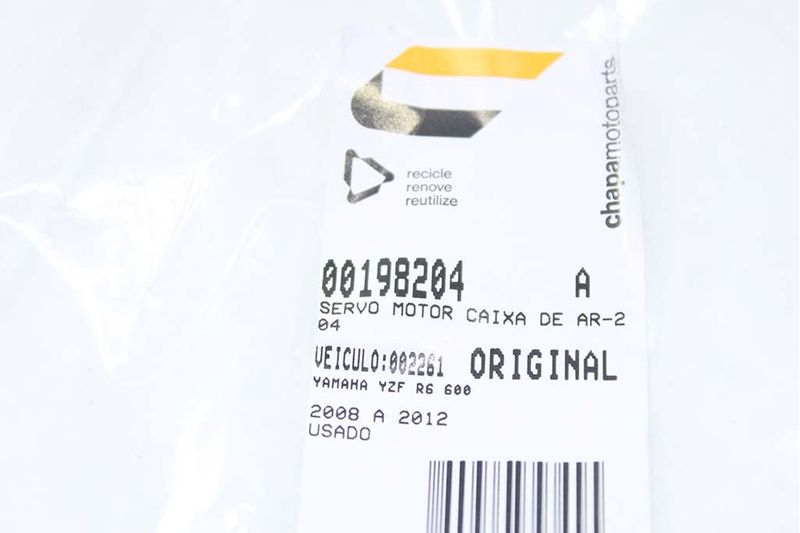 chapamotoparts
recicle
renove
reutilize
00198204 A
SERVO MOTOR CAIXA DE AR-2
04
VEICULO:002261 ORIGINAL
YAMAHA YZF R6 600
2008 A 2012
USADO